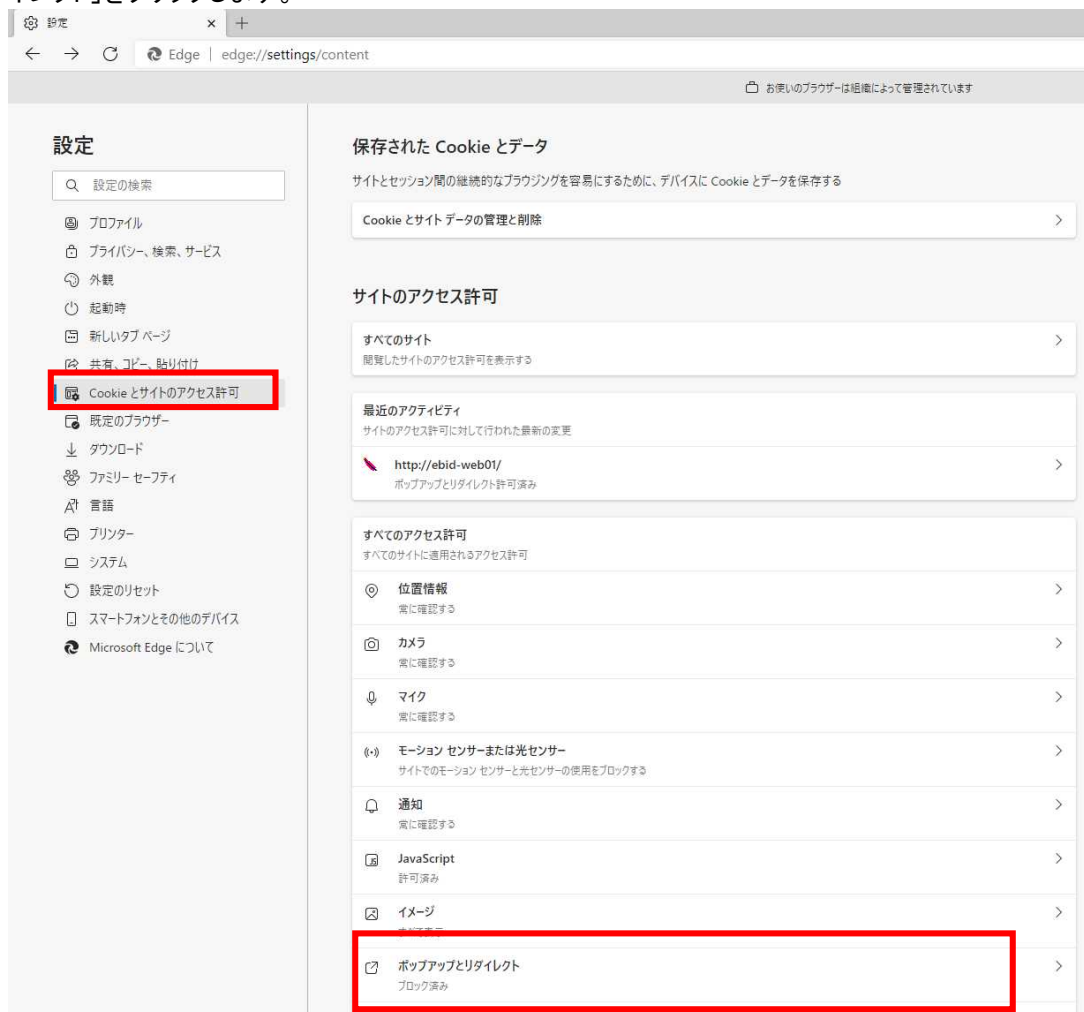 設定
Edge | edge://settings/content
お使いのブラウザーは組織によって管理されています
設定
設定の検索
プロファイル
プライバシー、検索、サービス
外観
起動時
新しいタブ ページ
共有、コピー、貼り付け
Cookie とサイトのアクセス許可
既定のブラウザー
ダウンロード
ファミリー セーフティ
言語
プリンター
システム
設定のリセット
スマートフォンとその他のデバイス
Microsoft Edge について
保存された Cookie とデータ
サイトとセッション間の継続的なブラウジングを容易にするために、デバイスに Cookie とデータを保存する
Cookie とサイト データの管理と削除
サイトのアクセス許可
すべてのサイト
閲覧したサイトのアクセス許可を表示する
最近のアクティビティ
サイトのアクセス許可に対して行われた最新の変更
http://ebid-web01/
ポップアップとリダイレクト許可済み
すべてのアクセス許可
すべてのサイトに適用されるアクセス許可
位置情報
常に確認する
カメラ
常に確認する
マイク
常に確認する
モーション センサーまたは光センサー
サイトでのモーション センサーと光センサーの使用をブロックする
通知
常に確認する
JavaScript
許可済み
イメージ
ポップアップとリダイレクト
ブロック済み